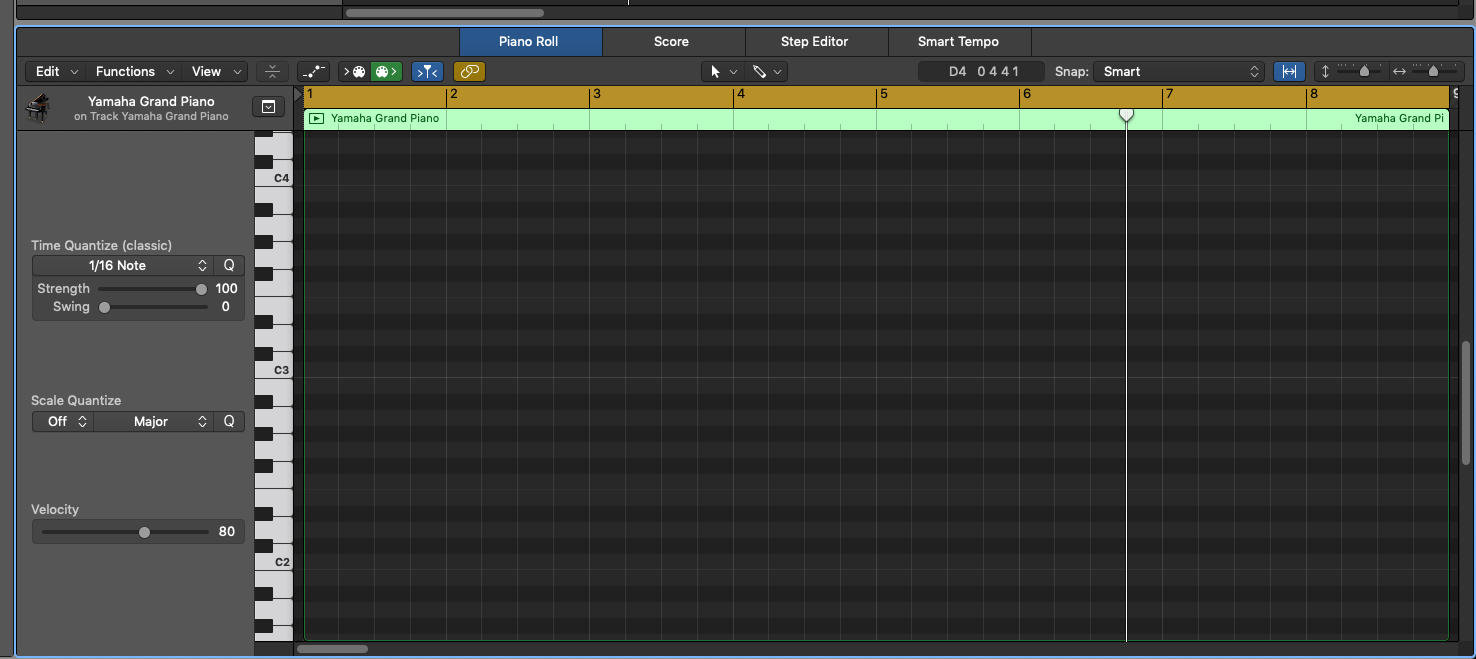 Piano Roll
Score
Step Editor
Smart Tempo
Edit
Functions
View
D4 0 4 4 1
Snap:
Smart
Yamaha Grand Piano
on Track Yamaha Grand Piano
1 2 3 4 5 6 7 8 9
Yamaha Grand Piano
Yamaha Grand Pi
C4
Time Quantize (classic)
1/16 Note
Q
Strength 100
Swing 0
C3
Scale Quantize
Off
Major
Q
Velocity
80
C2